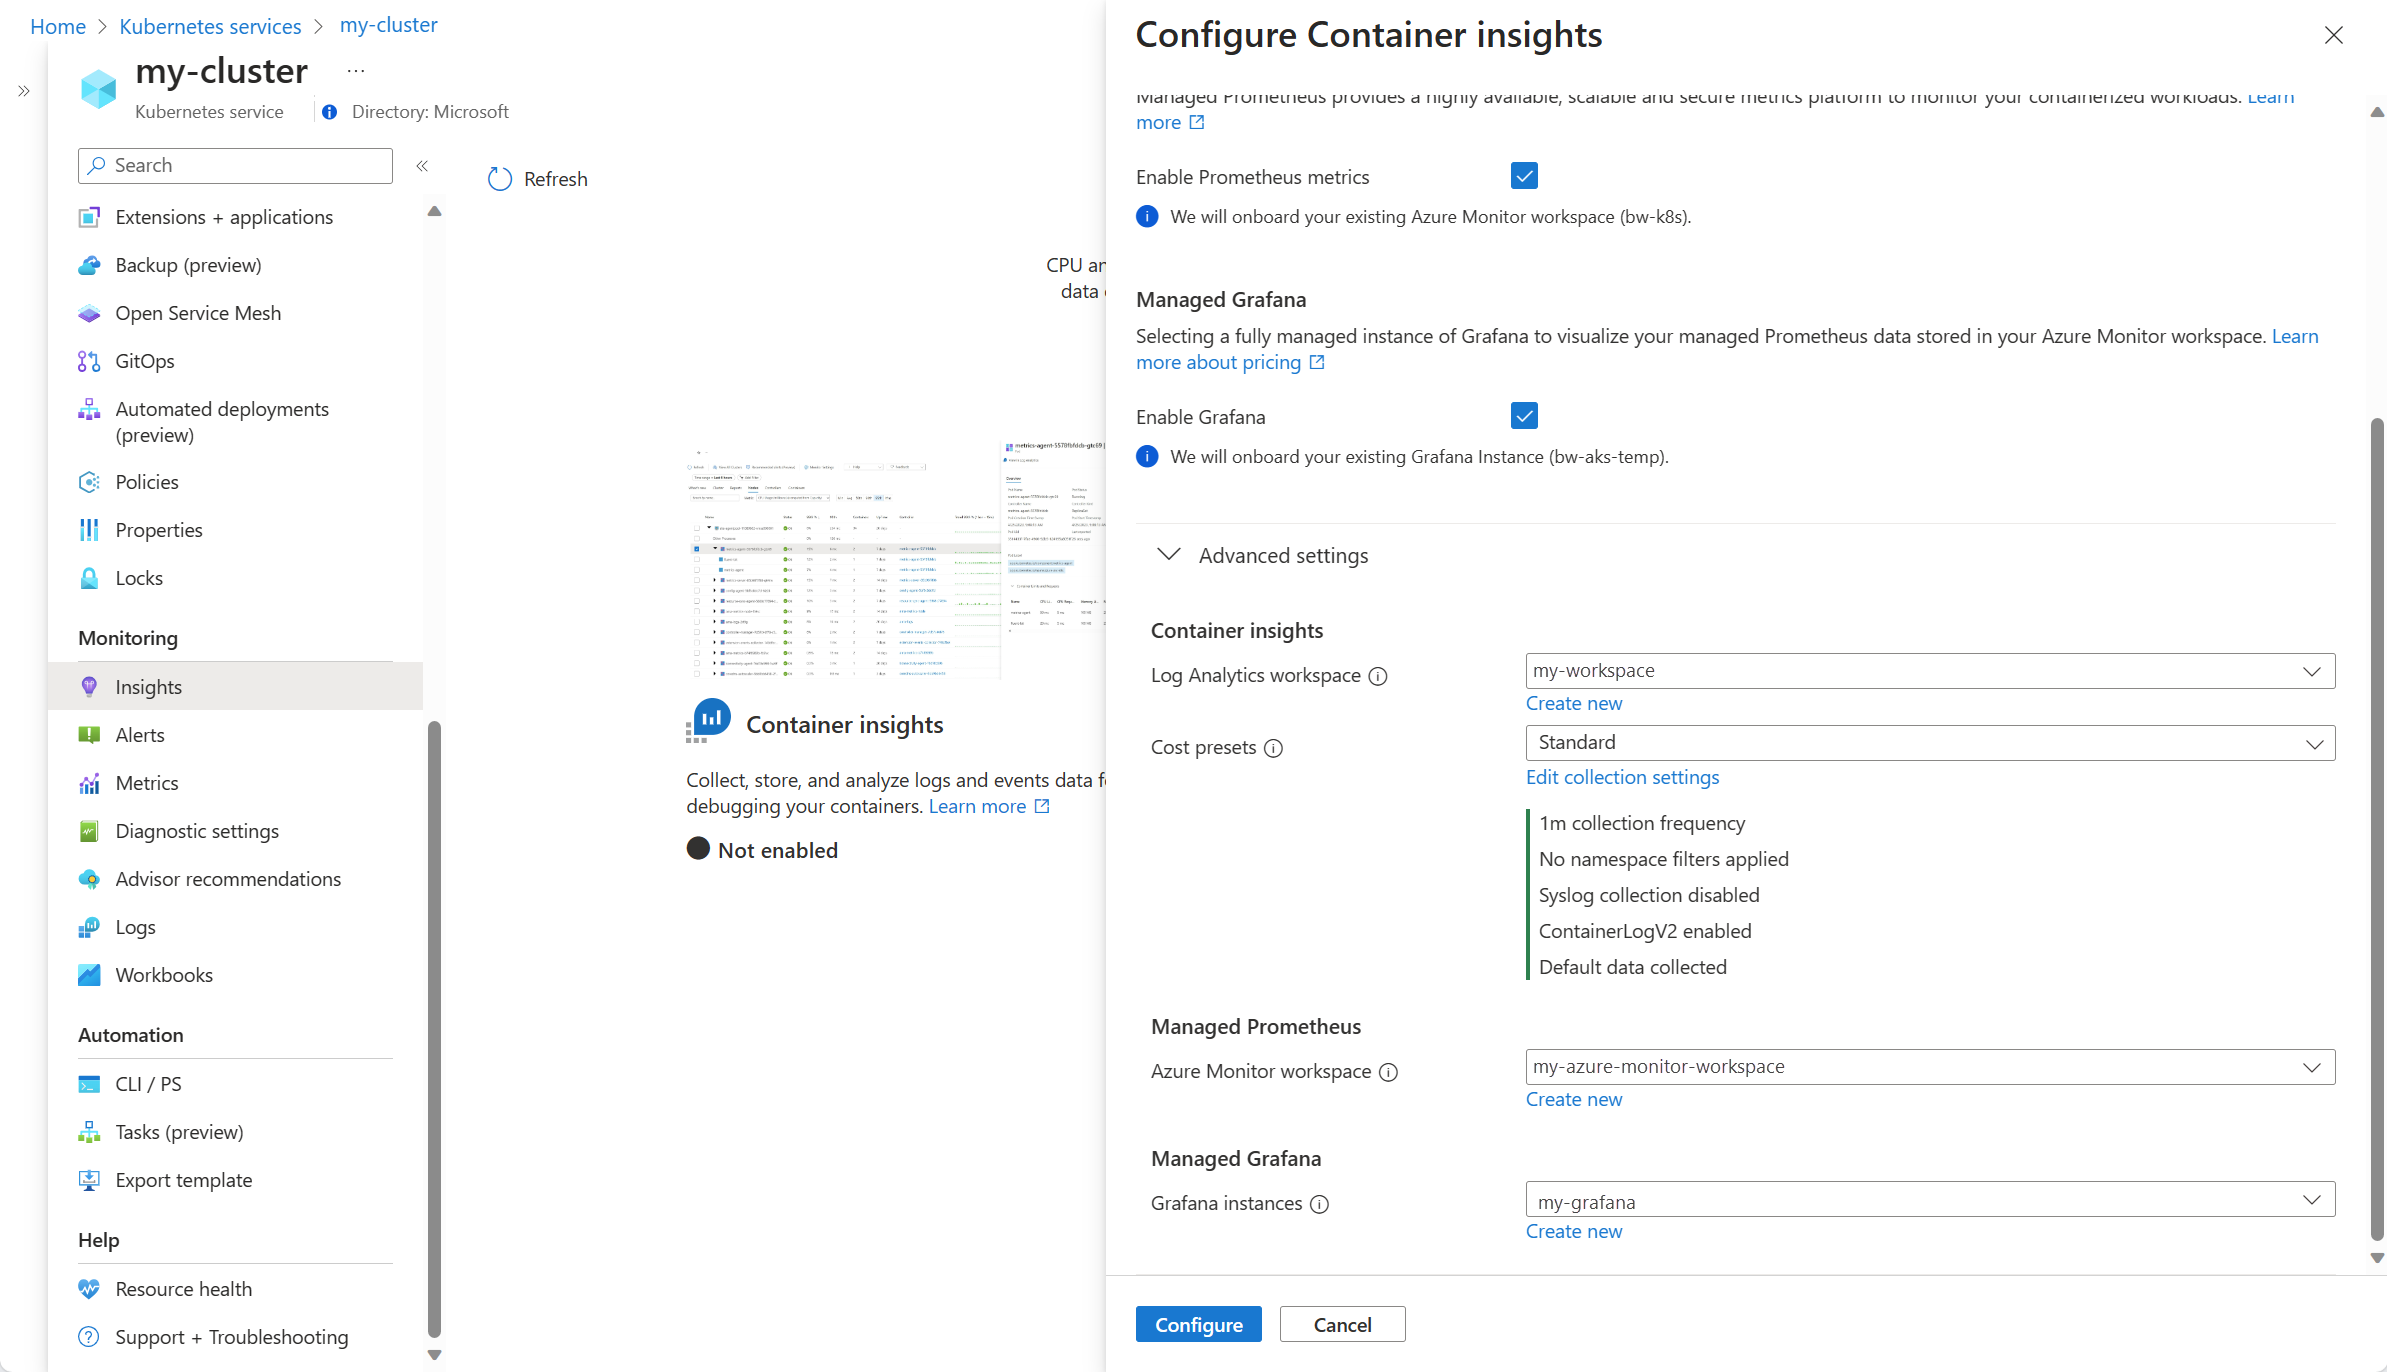 Home > Kubernetes services > my-cluster
my-cluster ...
Kubernetes service
Directory: Microsoft
Search
Refresh
Extensions + applications
Backup (preview)
Open Service Mesh
GitOps
Automated deployments
(preview)
Policies
Properties
Locks
Monitoring
Insights
Alerts
Metrics
Diagnostic settings
Advisor recommendations
Logs
Workbooks
Automation
CLI / PS
Tasks (preview)
Export template
Help
Resource health
Support + Troubleshooting
CPU an
data
Container insights
Collect, store, and analyze logs and events data f
debugging your containers. Learn more
Not enabled
Configure Container insights
Managed Prometheus provides a highly available, scalable and secure metrics platform to monitor your containerized workloads. Learn
more
Enable Prometheus metrics
We will onboard your existing Azure Monitor workspace (bw-k8s).
Managed Grafana
Selecting a fully managed instance of Grafana to visualize your managed Prometheus data stored in your Azure Monitor workspace. Learn
more about pricing
Enable Grafana
We will onboard your existing Grafana Instance (bw-aks-temp).
Advanced settings
Container insights
Log Analytics workspace
my-workspace
Create new
Cost presets
Standard
Edit collection settings
1m collection frequency
No namespace filters applied
Syslog collection disabled
ContainerLogV2 enabled
Default data collected
Managed Prometheus
Azure Monitor workspace
my-azure-monitor-workspace
Create new
Managed Grafana
Grafana instances
my-grafana
Create new
Configure
Cancel